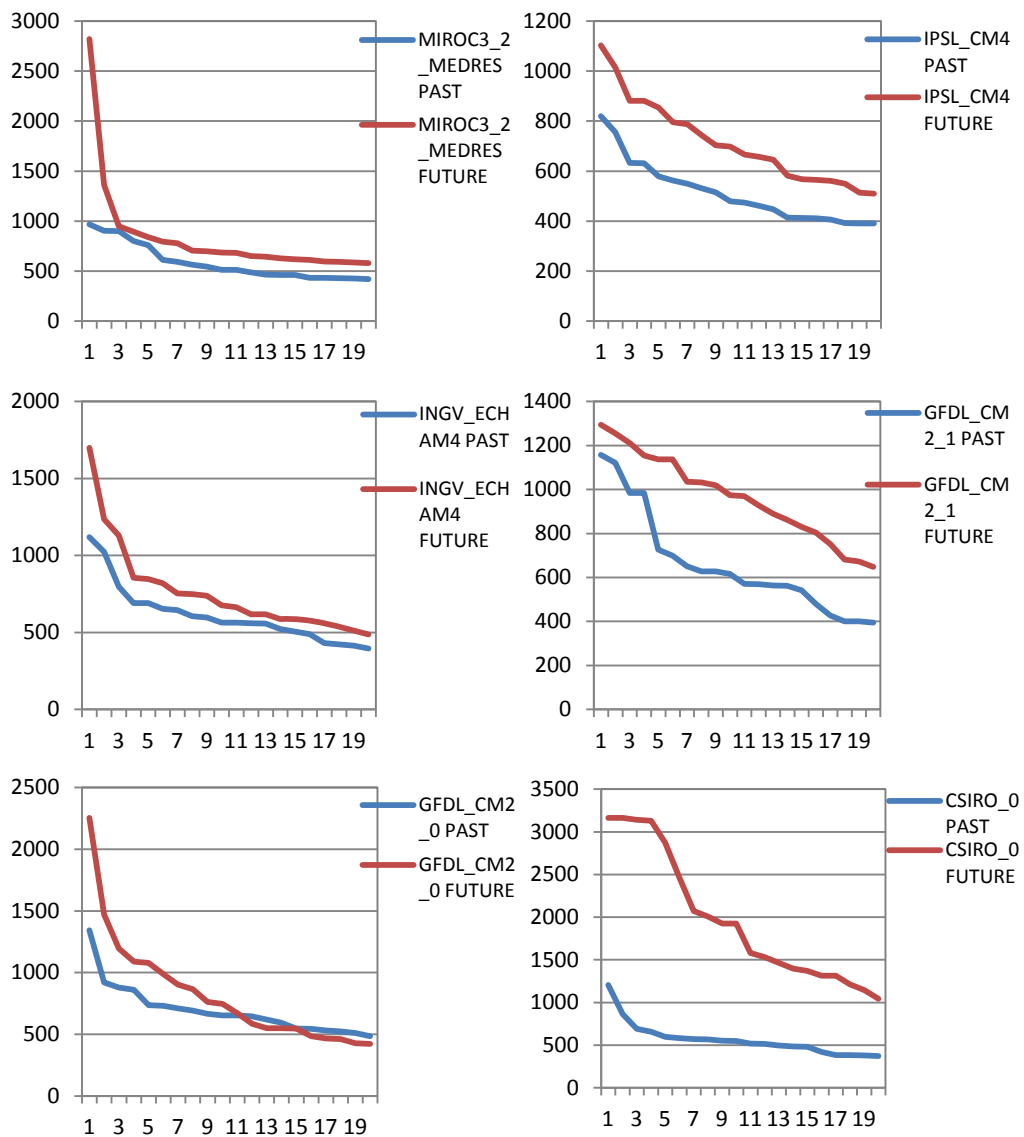 3000
2500
2000
1500
1000
500
0
1 3 5 7 9 11 13 15 17 19
MIROC3_2
_MEDRES
PAST
MIROC3_2
_MEDRES
FUTURE
1200
1000
800
600
400
200
0
1 3 5 7 9 11 13 15 17 19
IPSL_CM4
PAST
IPSL_CM4
FUTURE
2000
1500
1000
500
0
1 3 5 7 9 11 13 15 17 19
INGV_ECH
AM4 PAST
INGV_ECH
AM4
FUTURE
1400
1200
1000
800
600
400
200
0
1 3 5 7 9 11 13 15 17 19
GFDL_CM
2_1 PAST
GFDL_CM
2_1
FUTURE
2500
2000
1500
1000
500
0
1 3 5 7 9 11 13 15 17 19
GFDL_CM2
_0 PAST
GFDL_CM2
_0 FUTURE
3500
3000
2500
2000
1500
1000
500
0
1 3 5 7 9 11 13 15 17 19
CSIRO_0
PAST
CSIRO_0
FUTURE